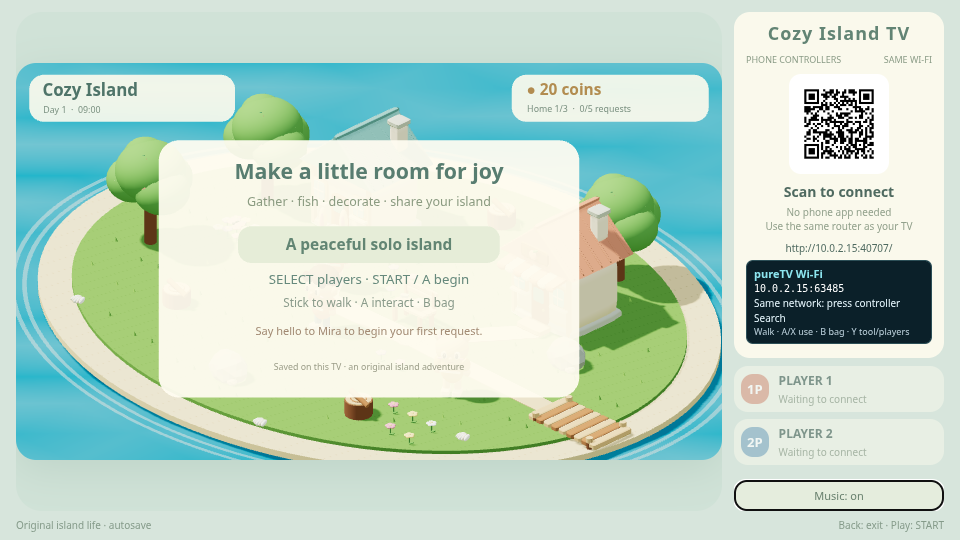 Cozy Island
Day 1 · 09:00
● 20 coins
Home 1/3 · 0/5 requests
Make a little room for joy
Gather · fish · decorate · share your island
A peaceful solo island
SELECT players · START / A begin
Stick to walk · A interact · B bag
Say hello to Mira to begin your first request.
Saved on this TV · an original island adventure
Cozy Island TV
PHONE CONTROLLERS SAME WI-FI
Scan to connect
No phone app needed
Use the same router as your TV
http://10.0.2.15:40707/
pureTV Wi-Fi
10.0.2.15:63485
Same network: press controller
Search
Walk · A/X use · B bag · Y tool/players
1P
PLAYER 1
Waiting to connect
2P
PLAYER 2
Waiting to connect
Music: on
Original island life · autosave
Back: exit · Play: START